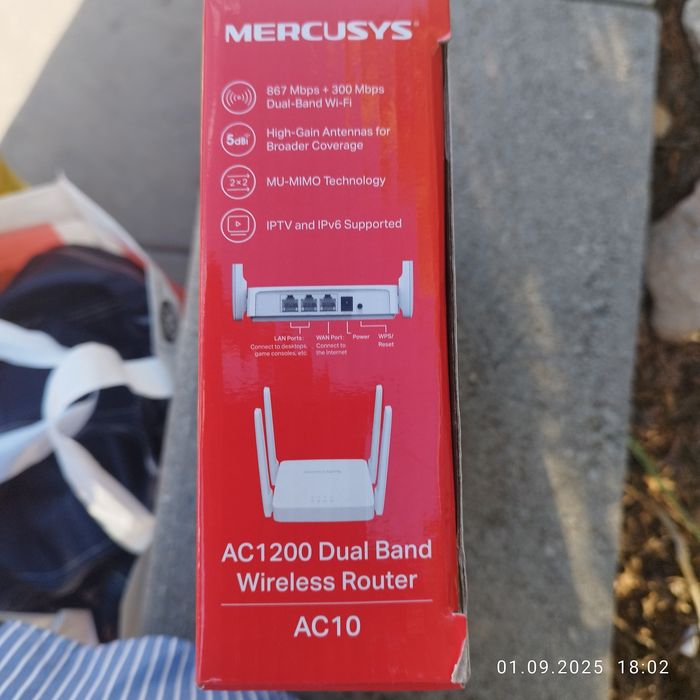 MERCUSYS®
867 Mbps + 300 Mbps
Dual-Band Wi-Fi
5dBi
High-Gain Antennas for
Broader Coverage
2×2
MU-MIMO Technology
IPTV and IPv6 Supported
LAN Ports:
Connect to desktops,
game consoles, etc.
WAN Port:
Connect to
the Internet
Power
WPS/
Reset
MERCUSYS
AC1200 Dual Band
Wireless Router
AC10
01.09.2025 18:02